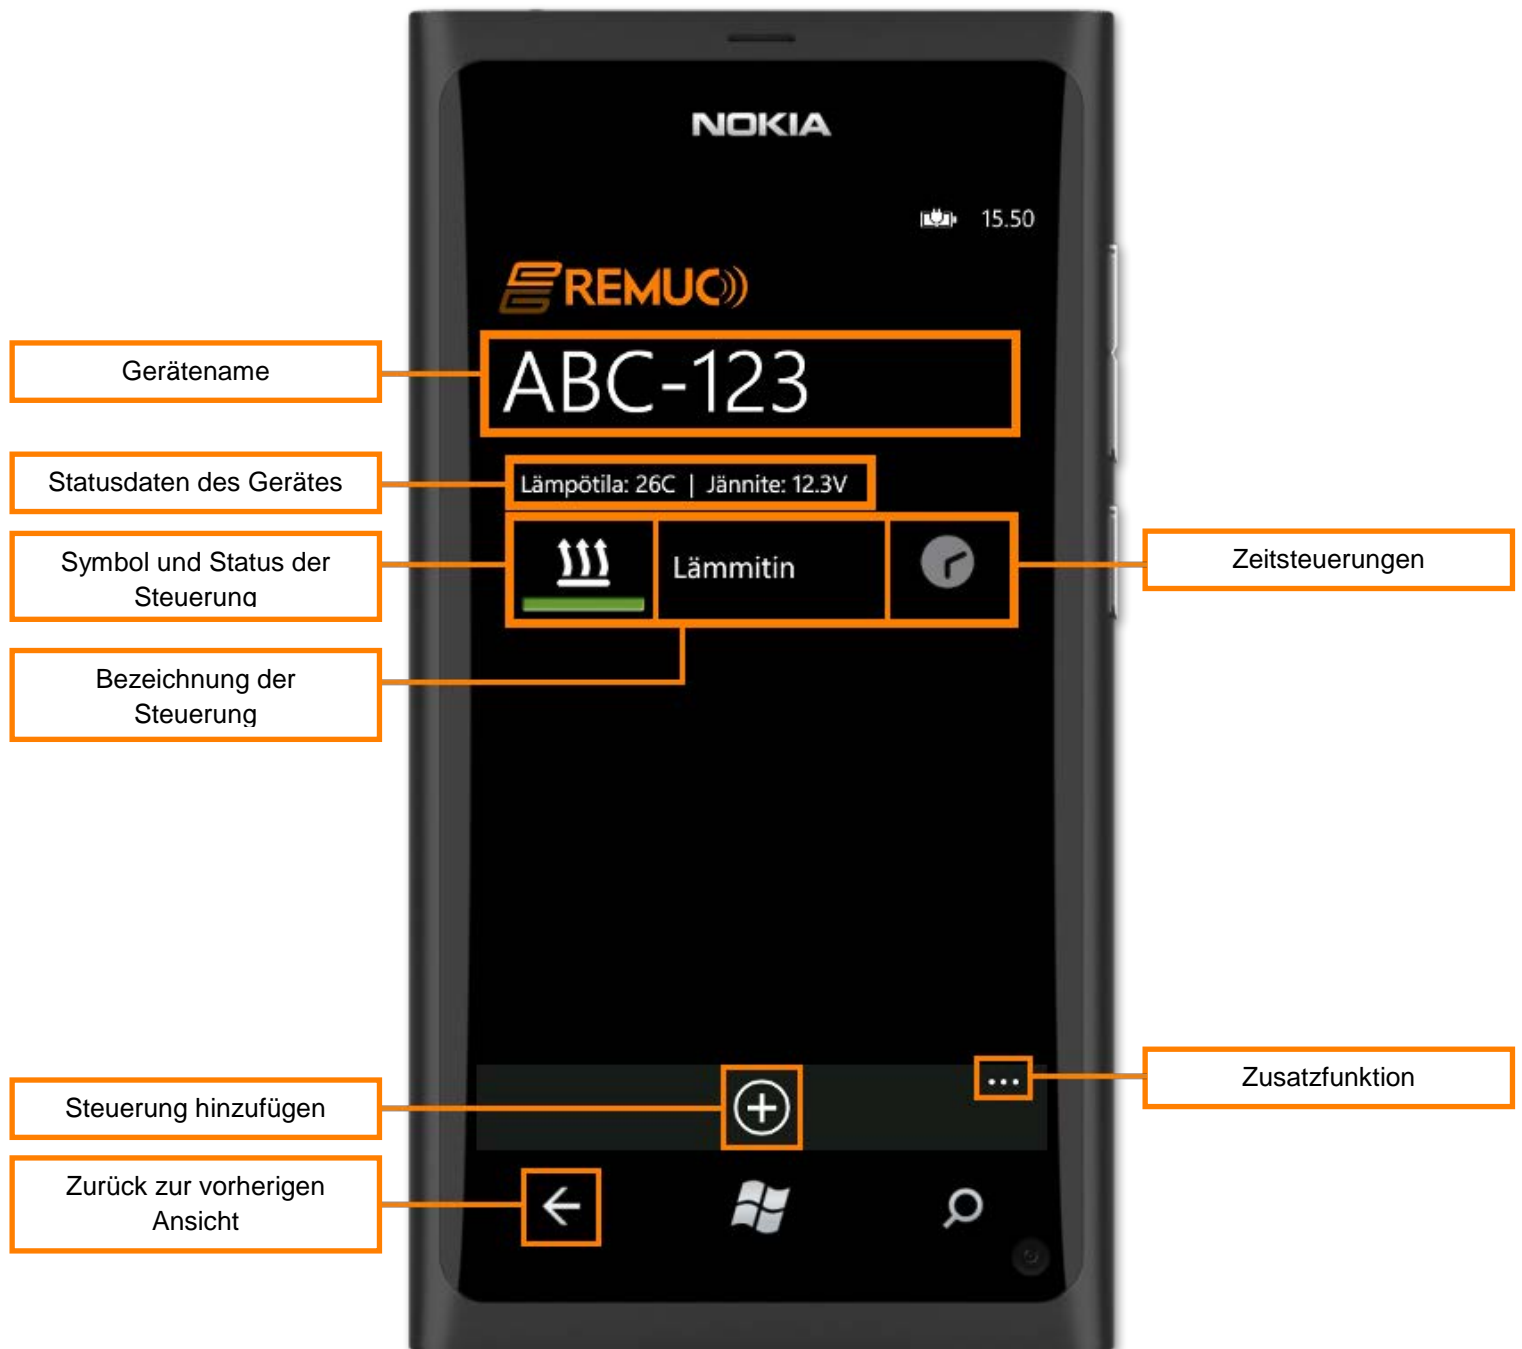 NOKIA
15.50
REMUC
Gerätename
ABC-123
Statusdaten des Gerätes
Lämpötila: 26C | Jännite: 12.3V
Symbol und Status der
Steuerung
Lämmitin
Zeitsteuerungen
Bezeichnung der
Steuerung
Zusatzfunktion
...
Steuerung hinzufügen
Zurück zur vorherigen
Ansicht